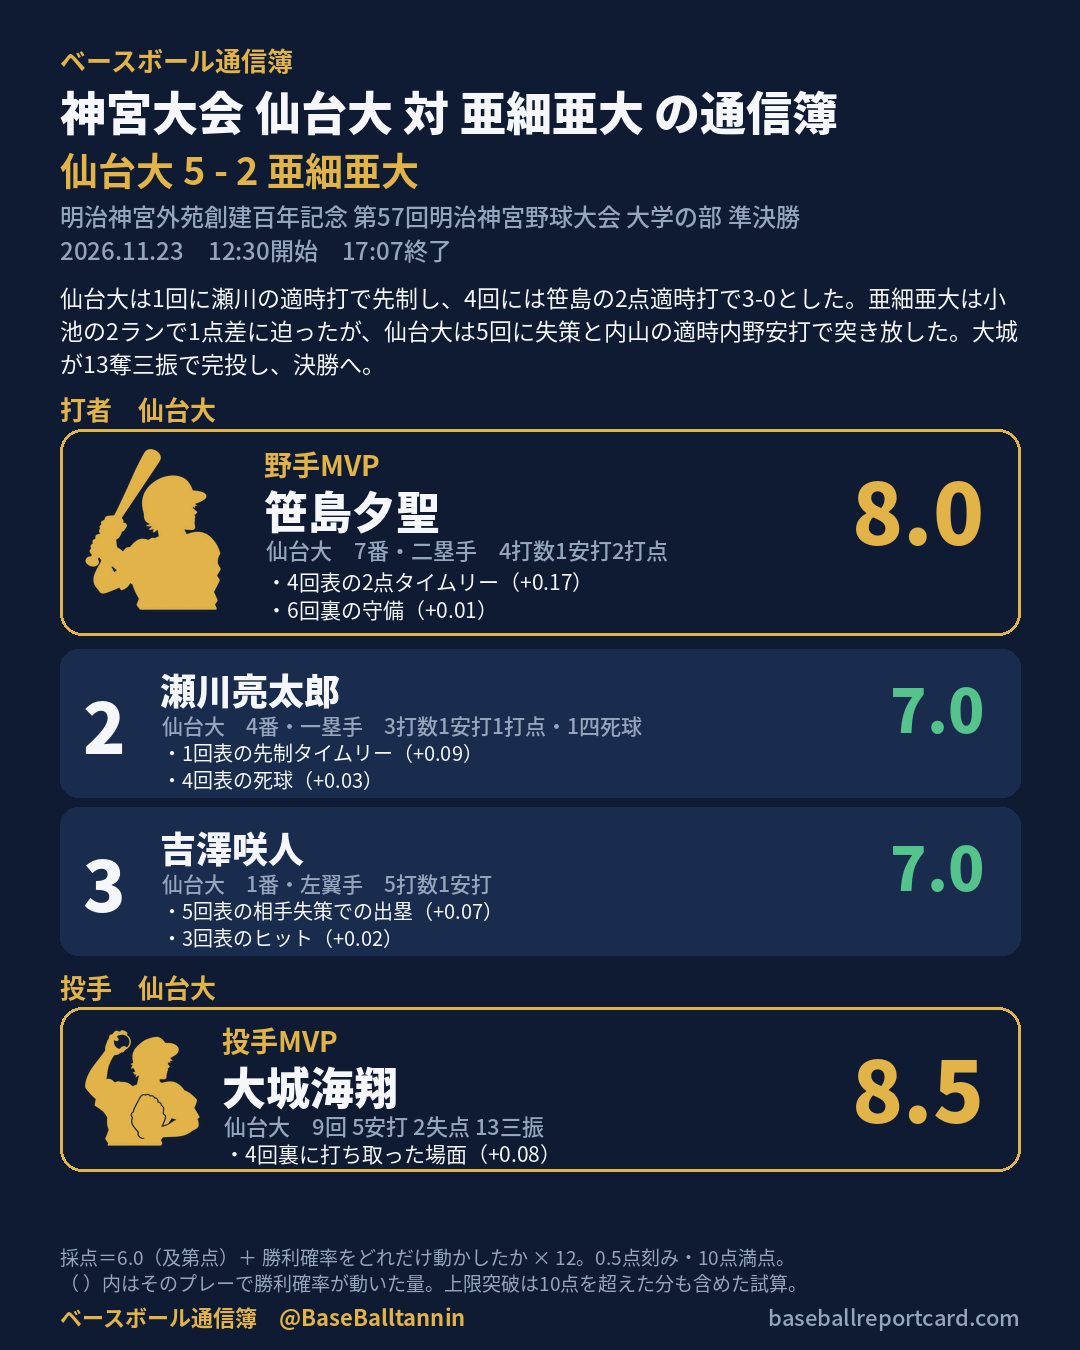 ベースボール通信簿
神宮大会 仙台大 対 亜細亜大 の通信簿
仙台大 5 - 2 亜細亜大
明治神宮外苑創建百年記念 第57回明治神宮野球大会 大学の部 準決勝
2026.11.23　12:30開始　17:07終了
仙台大は1回に瀬川の適時打で先制し、4回には笹島の2点適時打で3-0とした。亜細亜大は小
池の2ランで1点差に迫ったが、仙台大は5回に失策と内山の適時内野安打で突き放した。大城
が13奪三振で完投し、決勝へ。
打者　仙台大
野手MVP
笹島夕聖
仙台大　7番・二塁手　4打数1安打2打点
・4回表の2点タイムリー（+0.17）
・6回裏の守備（+0.01）
8.0
2
瀬川亮太郎
仙台大　4番・一塁手　3打数1安打1打点・1四死球
・1回表の先制タイムリー（+0.09）
・4回表の死球（+0.03）
7.0
3
吉澤咲人
仙台大　1番・左翼手　5打数1安打
・5回表の相手失策での出塁（+0.07）
・3回表のヒット（+0.02）
7.0
投手　仙台大
投手MVP
大城海翔
仙台大　9回 5安打 2失点 13三振
・4回裏に打ち取った場面（+0.08）
8.5
採点＝6.0（及第点）＋ 勝利確率をどれだけ動かしたか × 12。0.5点刻み・10点満点。
（ ）内はそのプレーで勝利確率が動いた量。上限突破は10点を超えた分も含めた試算。
ベースボール通信簿　@BaseBalltannin
baseballreportcard.com